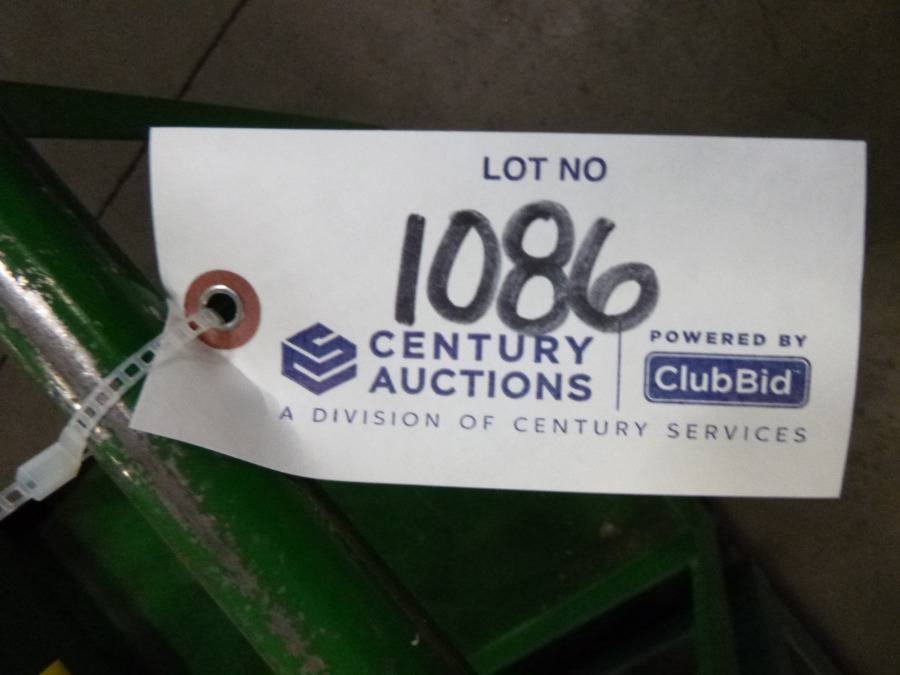 LOT NO
1086
CENTURY AUCTIONS
POWERED BY
ClubBid
A DIVISION OF CENTURY SERVICES